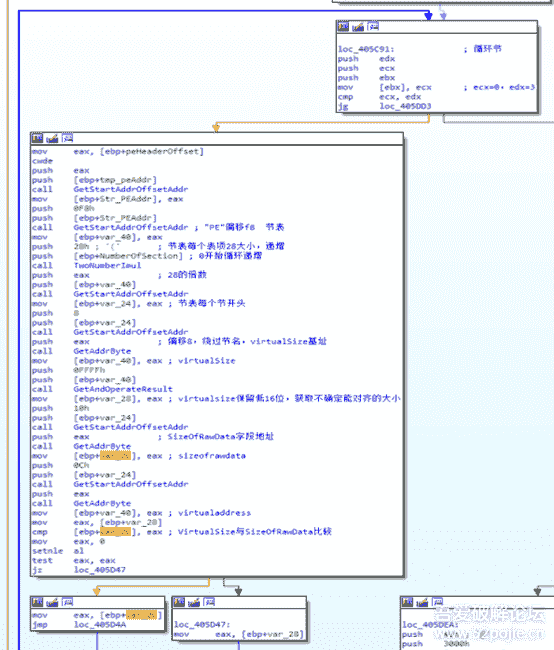 loc_405C91: ; 循环节
push edx
push ecx
push ebx
mov [ebx], ecx ; ecx=0, edx=3
cmp ecx, edx
jg loc_405DD3
mov eax, [ebp+peHeaderOffset]
cwde
push eax
push [ebp+tmp_peAddr]
call GetStartAddrOffsetAddr
mov [ebp+Str_PEAddr], eax
push 0F8h
push [ebp+Str_PEAddr]
call GetStartAddrOffsetAddr ; "PE"偏移f8 节表
mov [ebp+var_40], eax
push 28h ; '(' ; 节表每个表项28大小，递增
push [ebp+NumberOfSection] ; 0开始循环递增
call TwoNumberImul
push eax ; 28的倍数
push [ebp+var_40]
call GetStartAddrOffsetAddr
mov [ebp+var_24], eax ; 节表每个节开头
push 8
push [ebp+var_24]
call GetStartAddrOffsetAddr
push eax ; 偏移8，绕过节名，virtualSize基址
call GetAddrByte
mov [ebp+var_40], eax ; virtualSize
push 0FFFFh
push [ebp+var_40]
call GetAndOperateResult
mov [ebp+var_28], eax ; virtualsize保留低16位，获取不确定能对齐的大小
push 10h
push [ebp+var_24]
call GetStartAddrOffsetAddr
push eax ; SizeOfRawData字段地址
call GetAddrByte
mov [ebp+ ], eax ; sizeofrawdata
push 0Ch
push [ebp+var_24]
call GetStartAddrOffsetAddr
push eax
call GetAddrByte
mov [ebp+var_40], eax ; virtualaddress
mov eax, [ebp+var_28]
cmp [ebp+ ], eax ; VirtualSize与SizeOfRawData比较
mov eax, 0
setnle al
test eax, eax
jz loc_405D47
mov eax, [ebp+ ]
jmp loc_405D4A
loc_405D47:
mov eax, [ebp+var_28]
loc_405DEA:
push
push 3000h
吾爱破解论坛
www.52pojie.cn